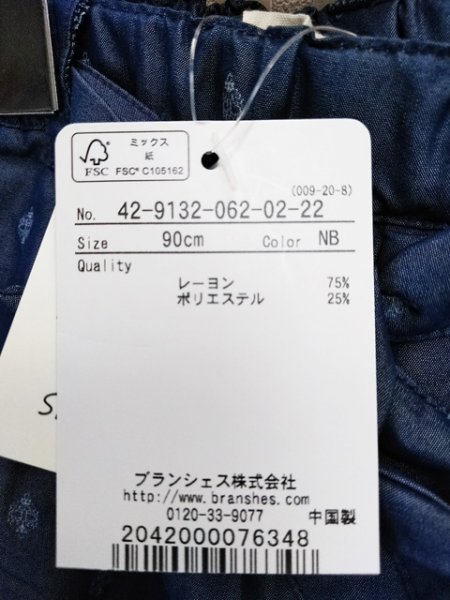 ミックス
紙
FSC FSC® C105162
(009-20-8)
No. 42-9132-062-02-22
Size 90cm Color NB
Quality
レーヨン 75%
ポリエステル 25%
ブランシェス株式会社
http://www.branshes.com/
0120-33-9077 中国製
2042000076348